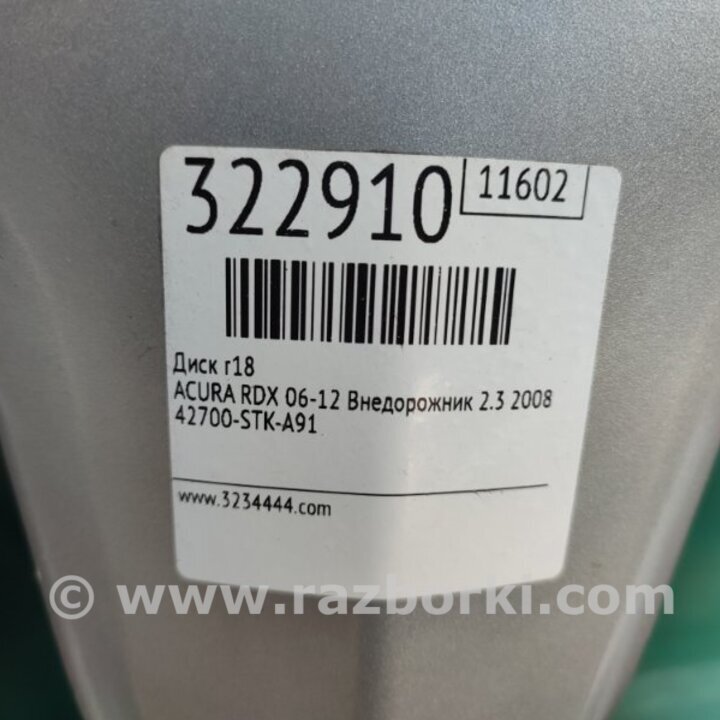 322910
11602
Диск r18
ACURA RDX 06-12 Внедорожник 2.3 2008
42700-STK-A91
www.3234444.com
© www.razborki.com